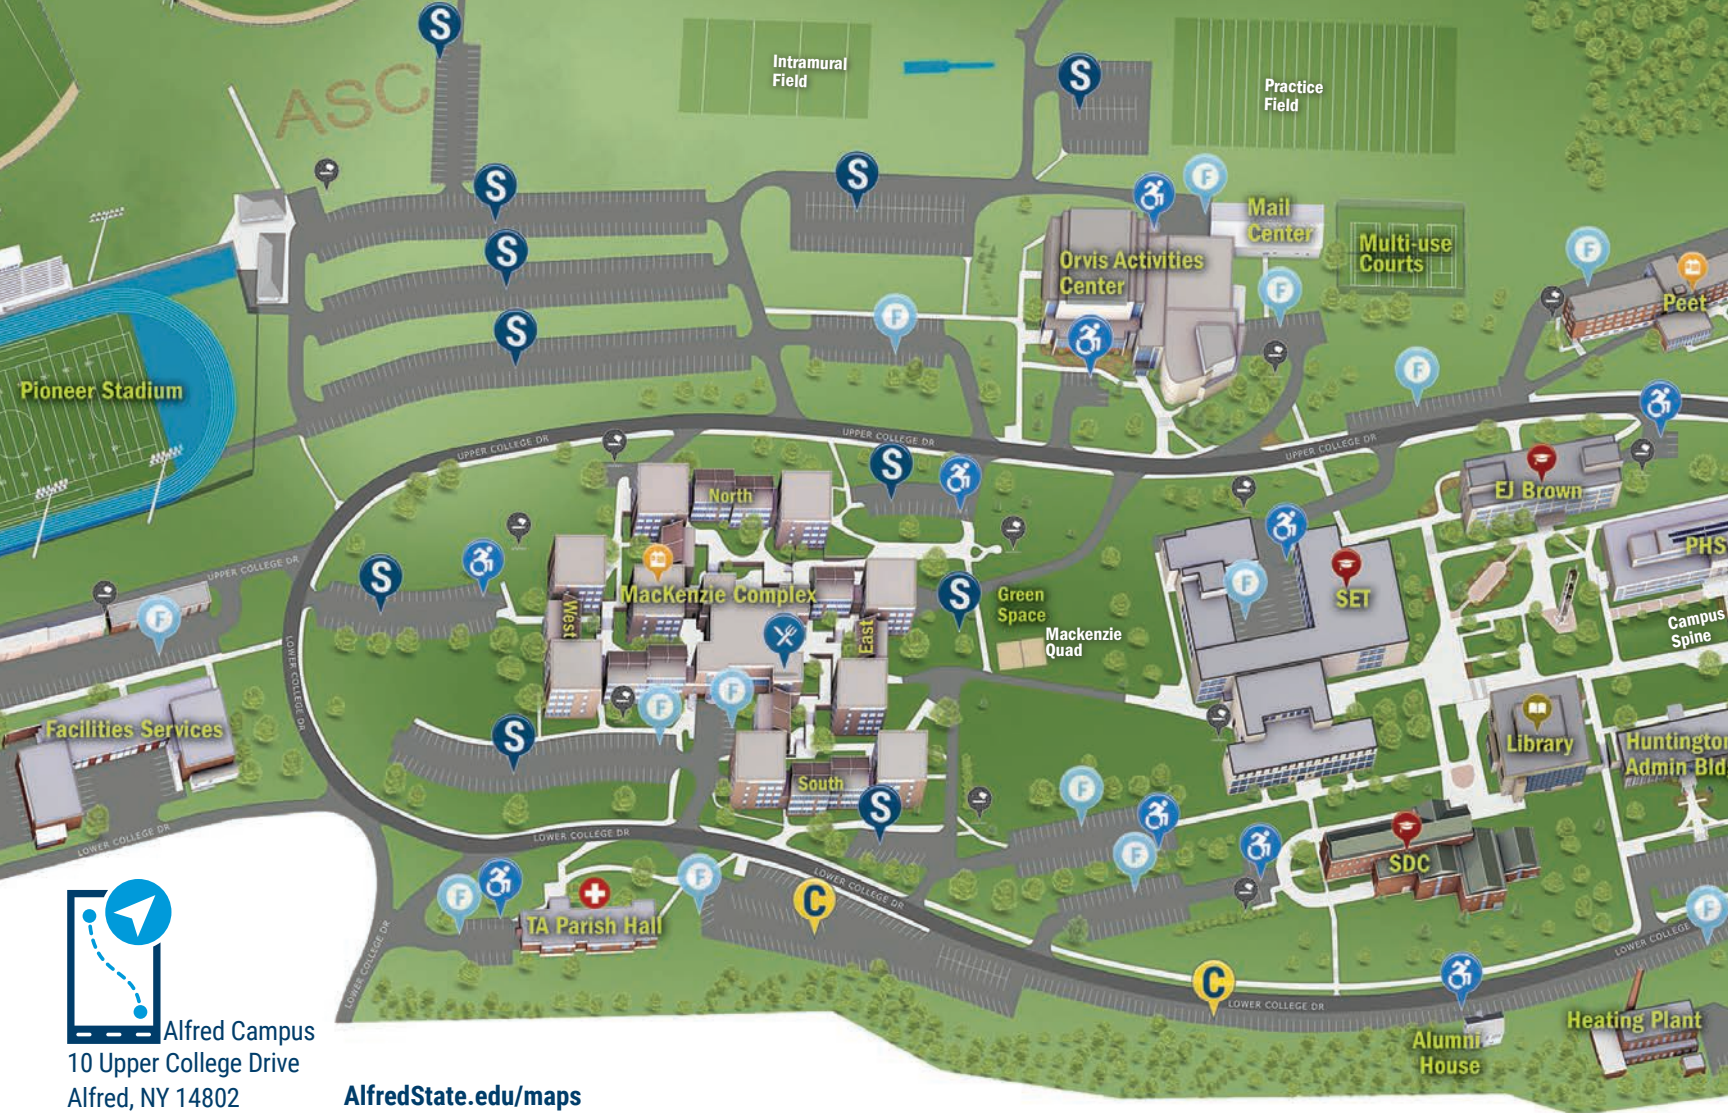 S
Intramural
Field
S
Practice
Field
ASC
S
S
F
Mail
Center
Multi-use
Courts
S
Orvis Activities
Center
F
F
Peet
S
F
Pioneer Stadium
F
UPPER COLLEGE DR
UPPER COLLEGE DR
UPPER COLLEGE DR
S
North
EJ Brown
PHS
UPPER COLLEGE DR
S
MacKenzie Complex
S
Green
Space
F
SET
F
West
East
Mackenzie
Quad
Campus
Spine
LOWER COLLEGE DR
F
F
Facilities Services
S
Library
Huntington
Admin Bld
South
S
F
LOWER COLLEGE DR
LOWER COLLEGE DR
F
SDC
LOWER COLLEGE DR
F
F
C
TA Parish Hall
F
LOWER COLLEGE
LOWER COLLEGE DR
C
LOWER COLLEGE DR
Alumni
House
Heating Plant
Alfred Campus
10 Upper College Drive
Alfred, NY 14802
AlfredState.edu/maps